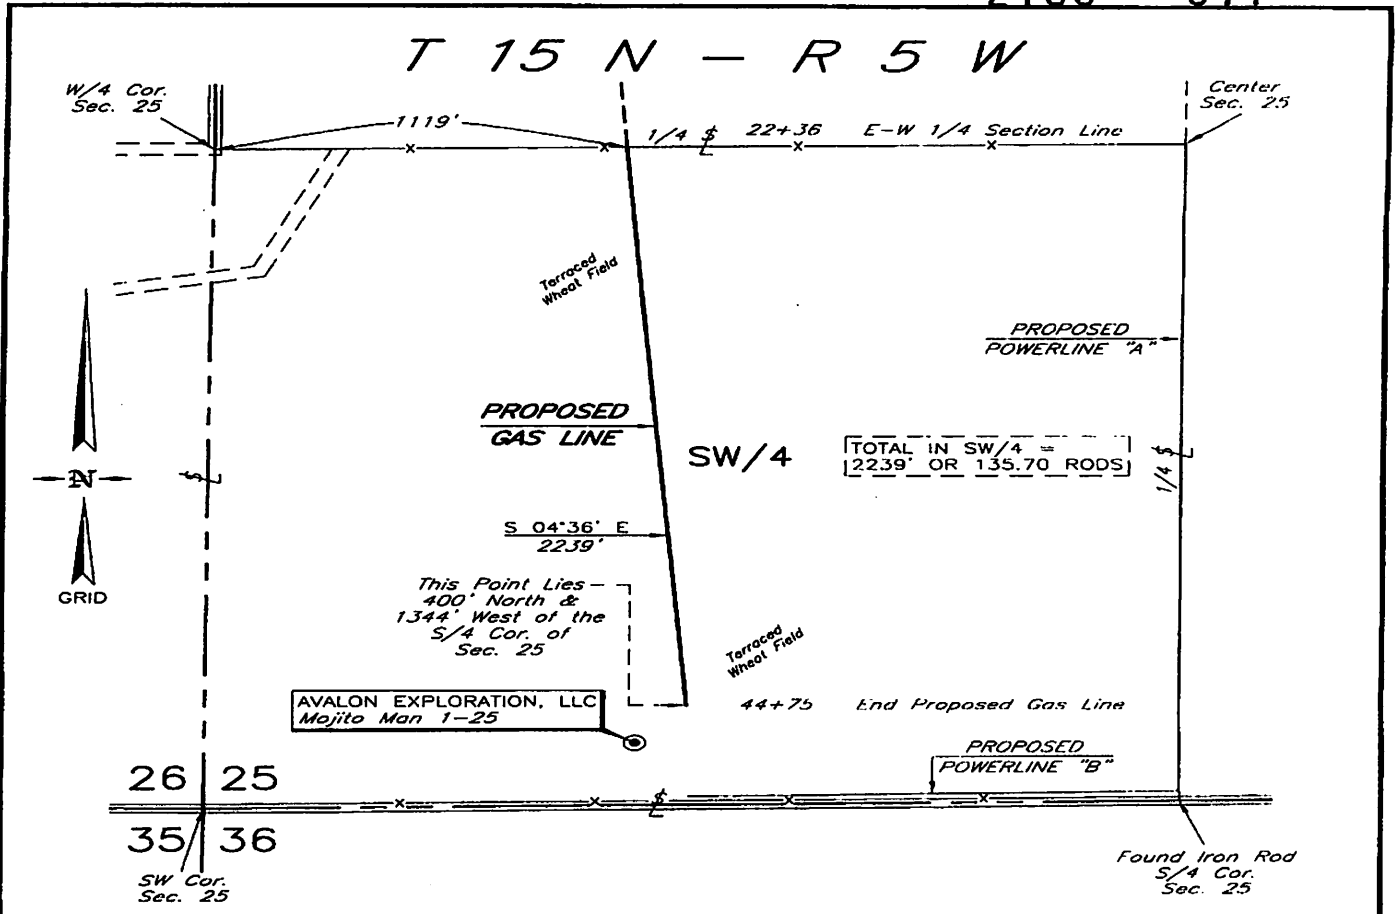 T 15 N – R 5 W
W/4 Cor.
Sec. 25
1119'
1/4
22+36 E-W 1/4 Section Line
Center
Sec. 25
Terraced
Wheat Field
PROPOSED
POWERLINE "A"
PROPOSED
GAS LINE
SW/4
TOTAL IN SW/4 =
2239' OR 135.70 RODS
1/4
N
GRID
S 04°36' E
2239'
This Point Lies
400' North &
1344' West of the
S/4 Cor. of
Sec. 25
Terraced
Wheat Field
AVALON EXPLORATION, LLC
Mojito Man 1-25
44+75 End Proposed Gas Line
PROPOSED
POWERLINE "B"
26 25
35 36
SW Cor.
Sec. 25
Found Iron Rod
S/4 Cor.
Sec. 25